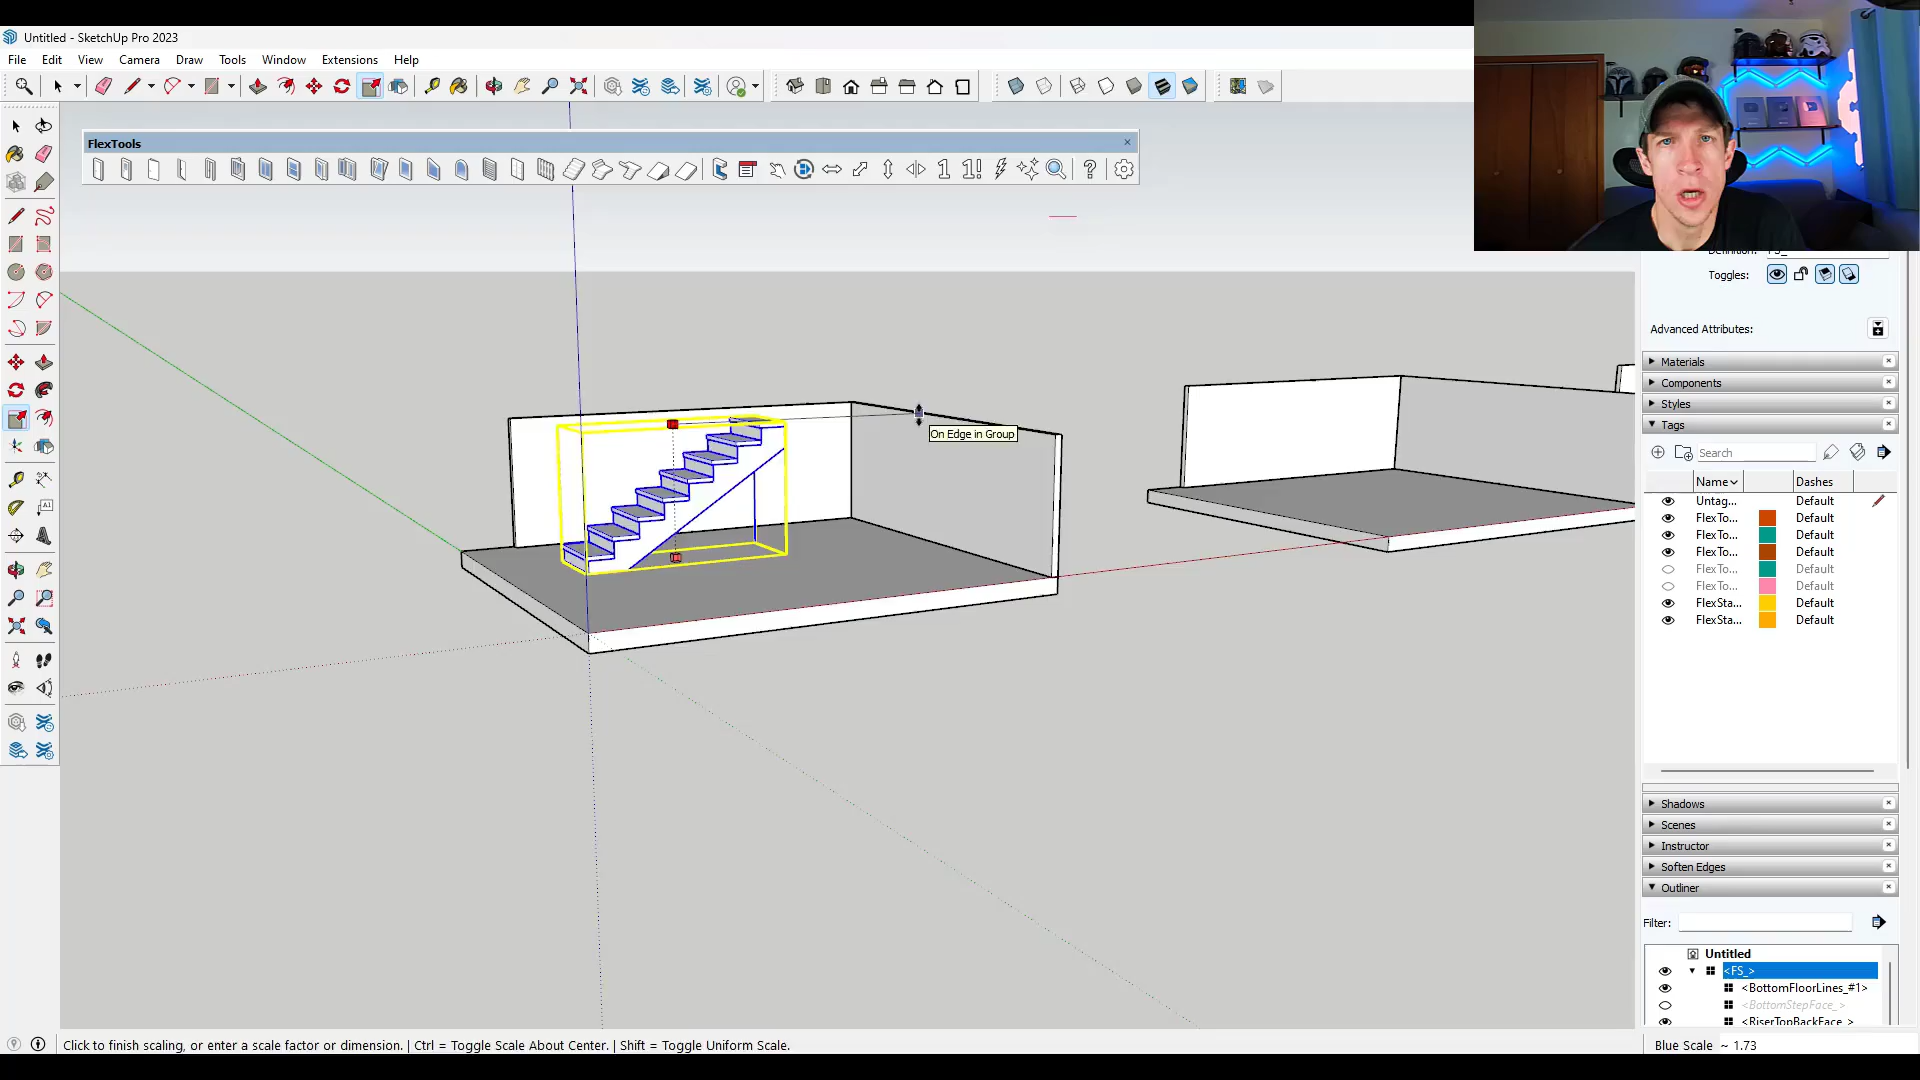 Untitled - SketchUp Pro 2023
File Edit View Camera Draw Tools Window Extensions Help
FlexTools
1 1! ?
On Edge in Group
Toggles:
Advanced Attributes:
Materials
Components
Styles
Tags
Search
Name Dashes
Untag... Default
FlexTo... Default
FlexTo... Default
FlexTo... Default
FlexTo... Default
FlexTo... Default
FlexSta... Default
FlexSta... Default
Shadows
Scenes
Instructor
Soften Edges
Outliner
Filter:
Untitled
<FS_>
<BottomFloorLines_#1>
<BottomStepFace_>
<RiserTopBackFace_>
Click to finish scaling, or enter a scale factor or dimension. | Ctrl = Toggle Scale About Center. | Shift = Toggle Uniform Scale.
Blue Scale ~ 1.73